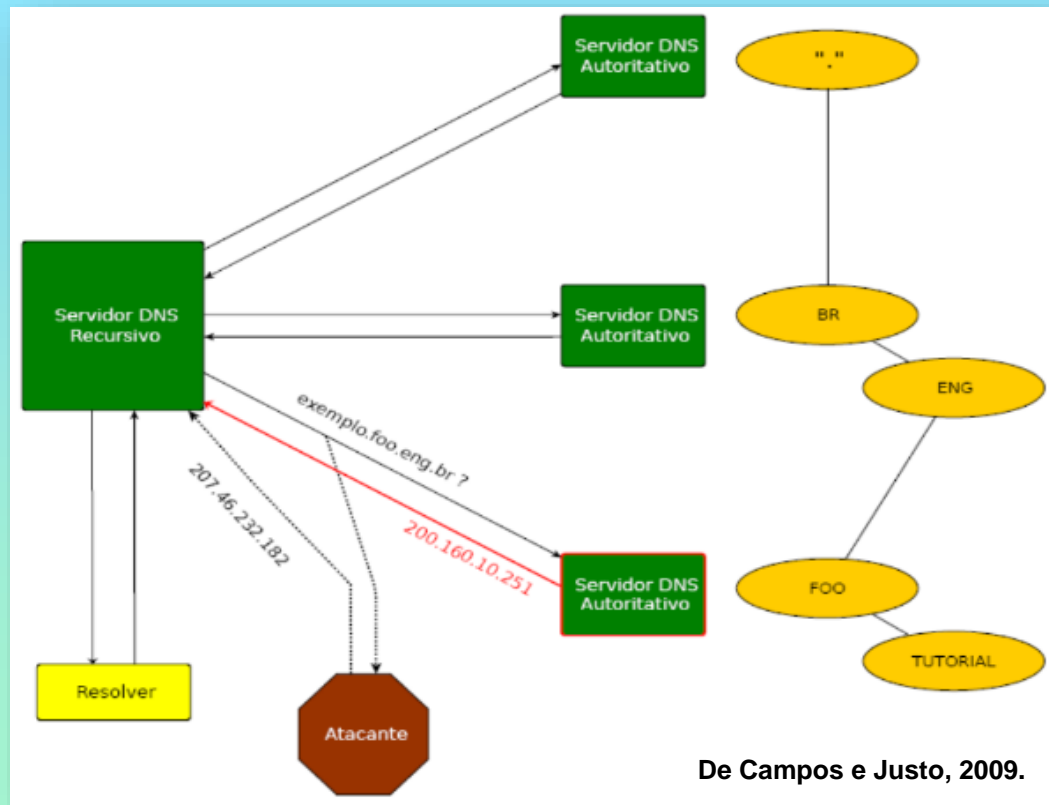 Servidor DNS
Autoritativo
"."
Servidor DNS
Recursivo
Servidor DNS
Autoritativo
BR
ENG
exemplo.foo.eng.br ?
207.46.232.182
200.160.10.251
Servidor DNS
Autoritativo
FOO
TUTORIAL
Resolver
Atacante
De Campos e Justo, 2009.